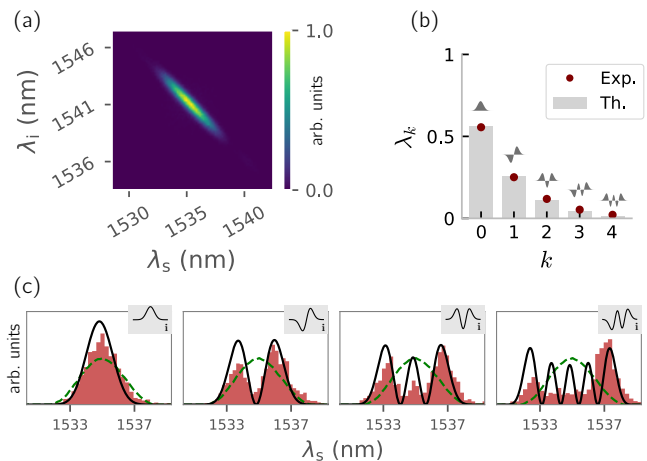 (a)
1546
1541
1536
λi (nm)
1530
1535
1540
λs (nm)
1.0
0.0
arb. units
(b)
1
0.5
0
λk
Exp.
Th.
0 1 2 3 4
k
(c)
arb. units
i
i
i
i
1533 1537
1533 1537
1533 1537
1533 1537
λs (nm)